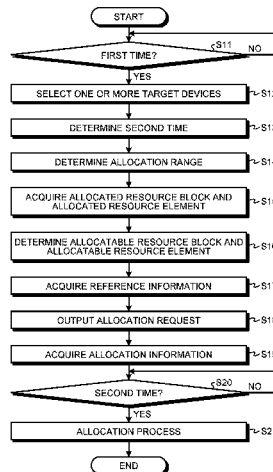 START
S11
FIRST TIME?
NO
YES
SELECT ONE OR MORE TARGET DEVICES
DETERMINE SECOND TIME
DETERMINE ALLOCATION RANGE
ACQUIRE ALLOCATED RESOURCE BLOCK AND
ALLOCATED RESOURCE ELEMENT
DETERMINE ALLOCATABLE RESOURCE BLOCK AND
ALLOCATABLE RESOURCE ELEMENT
ACQUIRE REFERENCE INFORMATION
OUTPUT ALLOCATION REQUEST
ACQUIRE ALLOCATION INFORMATION
S20
SECOND TIME?
NO
YES
ALLOCATION PROCESS
END